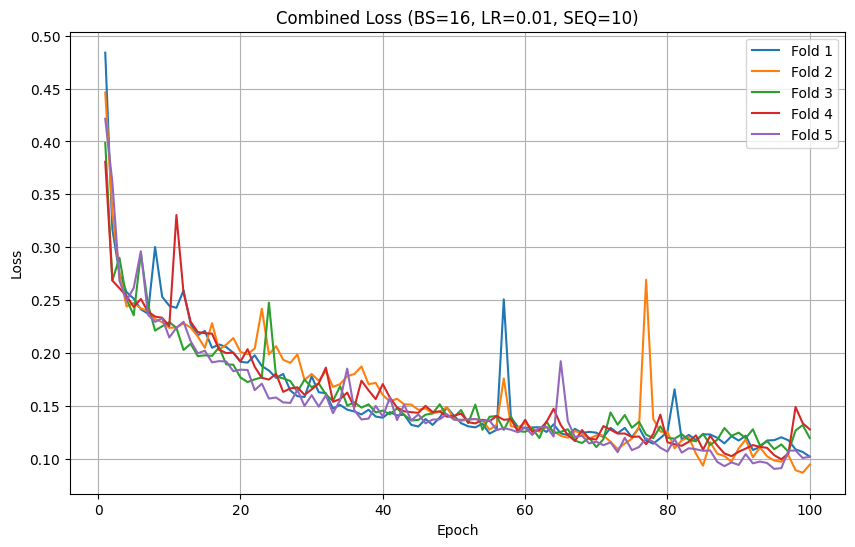 Combined Loss (BS=16, LR=0.01, SEQ=10)
Loss
0.50
0.45
0.40
0.35
0.30
0.25
0.20
0.15
0.10
Fold 1
Fold 2
Fold 3
Fold 4
Fold 5
0
20
40
60
80
100
Epoch